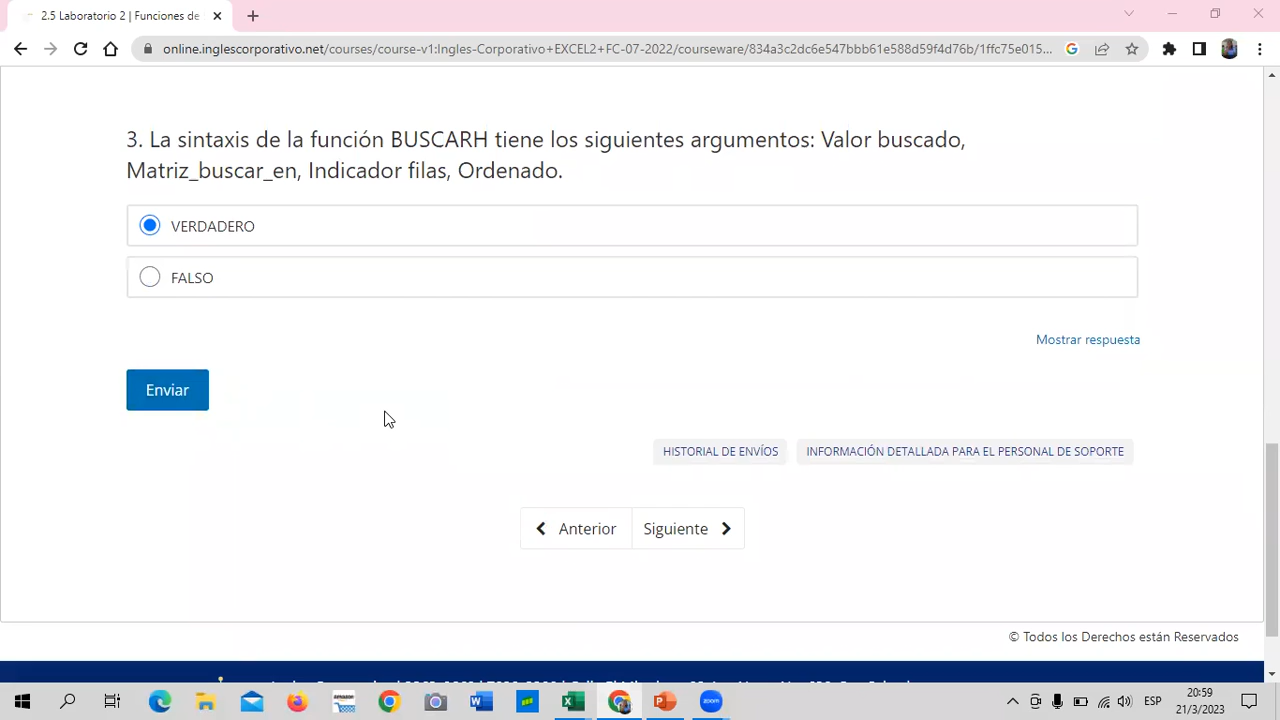 2.5 Laboratorio 2 | Funciones de
online.inglescorporativo.net/courses/course-v1:Ingles-Corporativo+EXCEL2+FC-07-2022/courseware/834a3c2dc6e547bbb61e588d59f4d76b/1ffc75e015...
3. La sintaxis de la función BUSCARH tiene los siguientes argumentos: Valor buscado,
Matriz_buscar_en, Indicador filas, Ordenado.
VERDADERO
FALSO
Mostrar respuesta
Enviar
HISTORIAL DE ENVÍOS
INFORMACIÓN DETALLADA PARA EL PERSONAL DE SOPORTE
Anterior
Siguiente
© Todos los Derechos están Reservados
ESP
20:59
21/3/2023